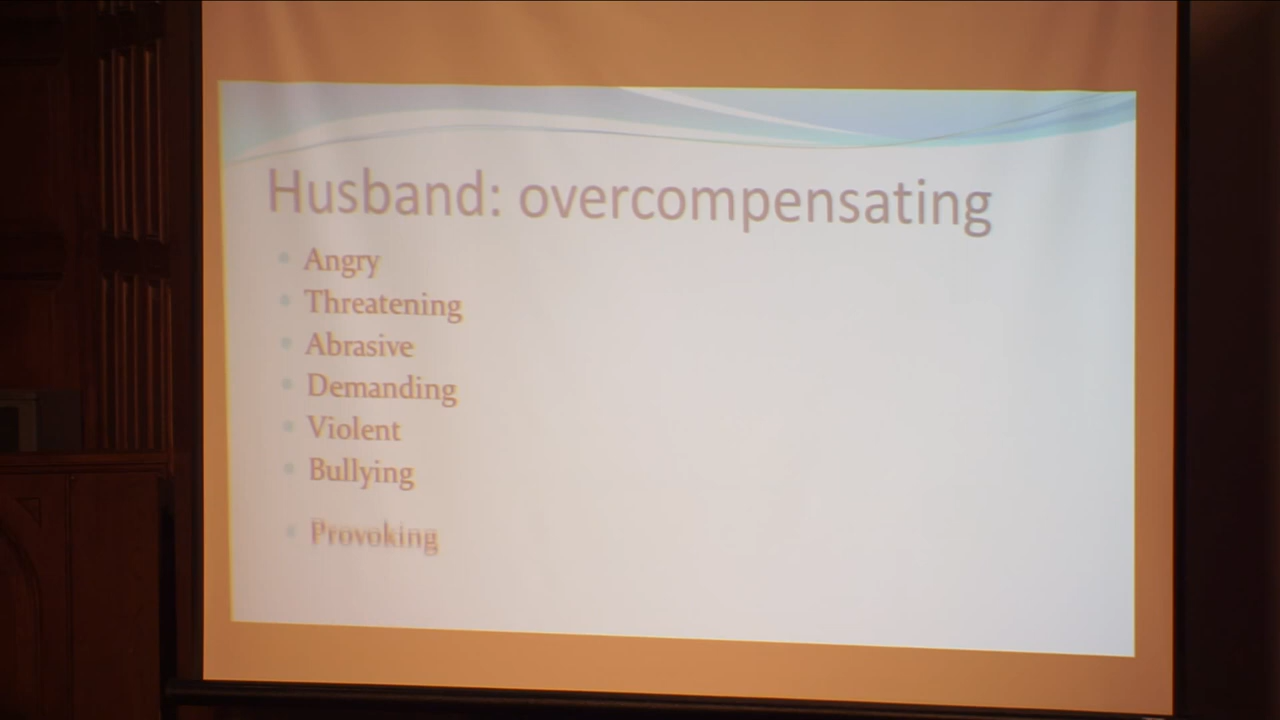 Husband: overcompensating
Angry
Threatening
Abrasive
Demanding
Violent
Bullying
Provoking